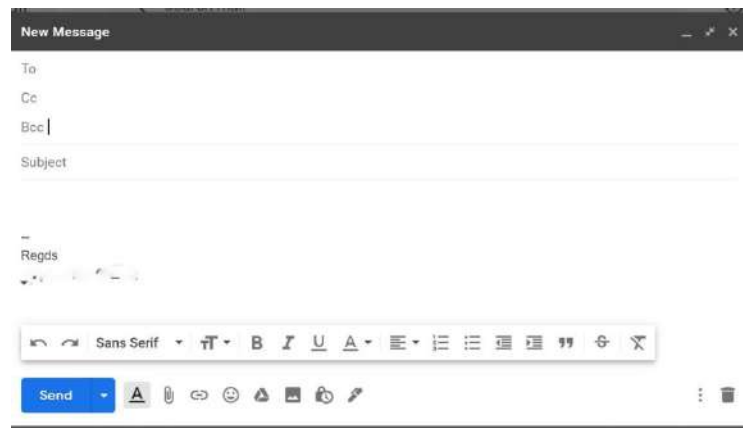 New Message
To
Cc
Bcc
Subject
--
Regds
Sans Serif
Send